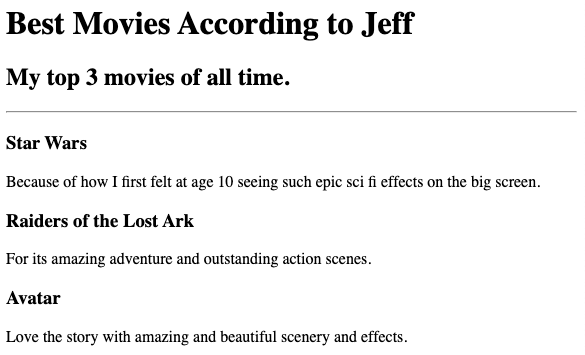 Best Movies According to Jeff
My top 3 movies of all time.
Star Wars
Because of how I first felt at age 10 seeing such epic sci fi effects on the big screen.
Raiders of the Lost Ark
For its amazing adventure and outstanding action scenes.
Avatar
Love the story with amazing and beautiful scenery and effects.